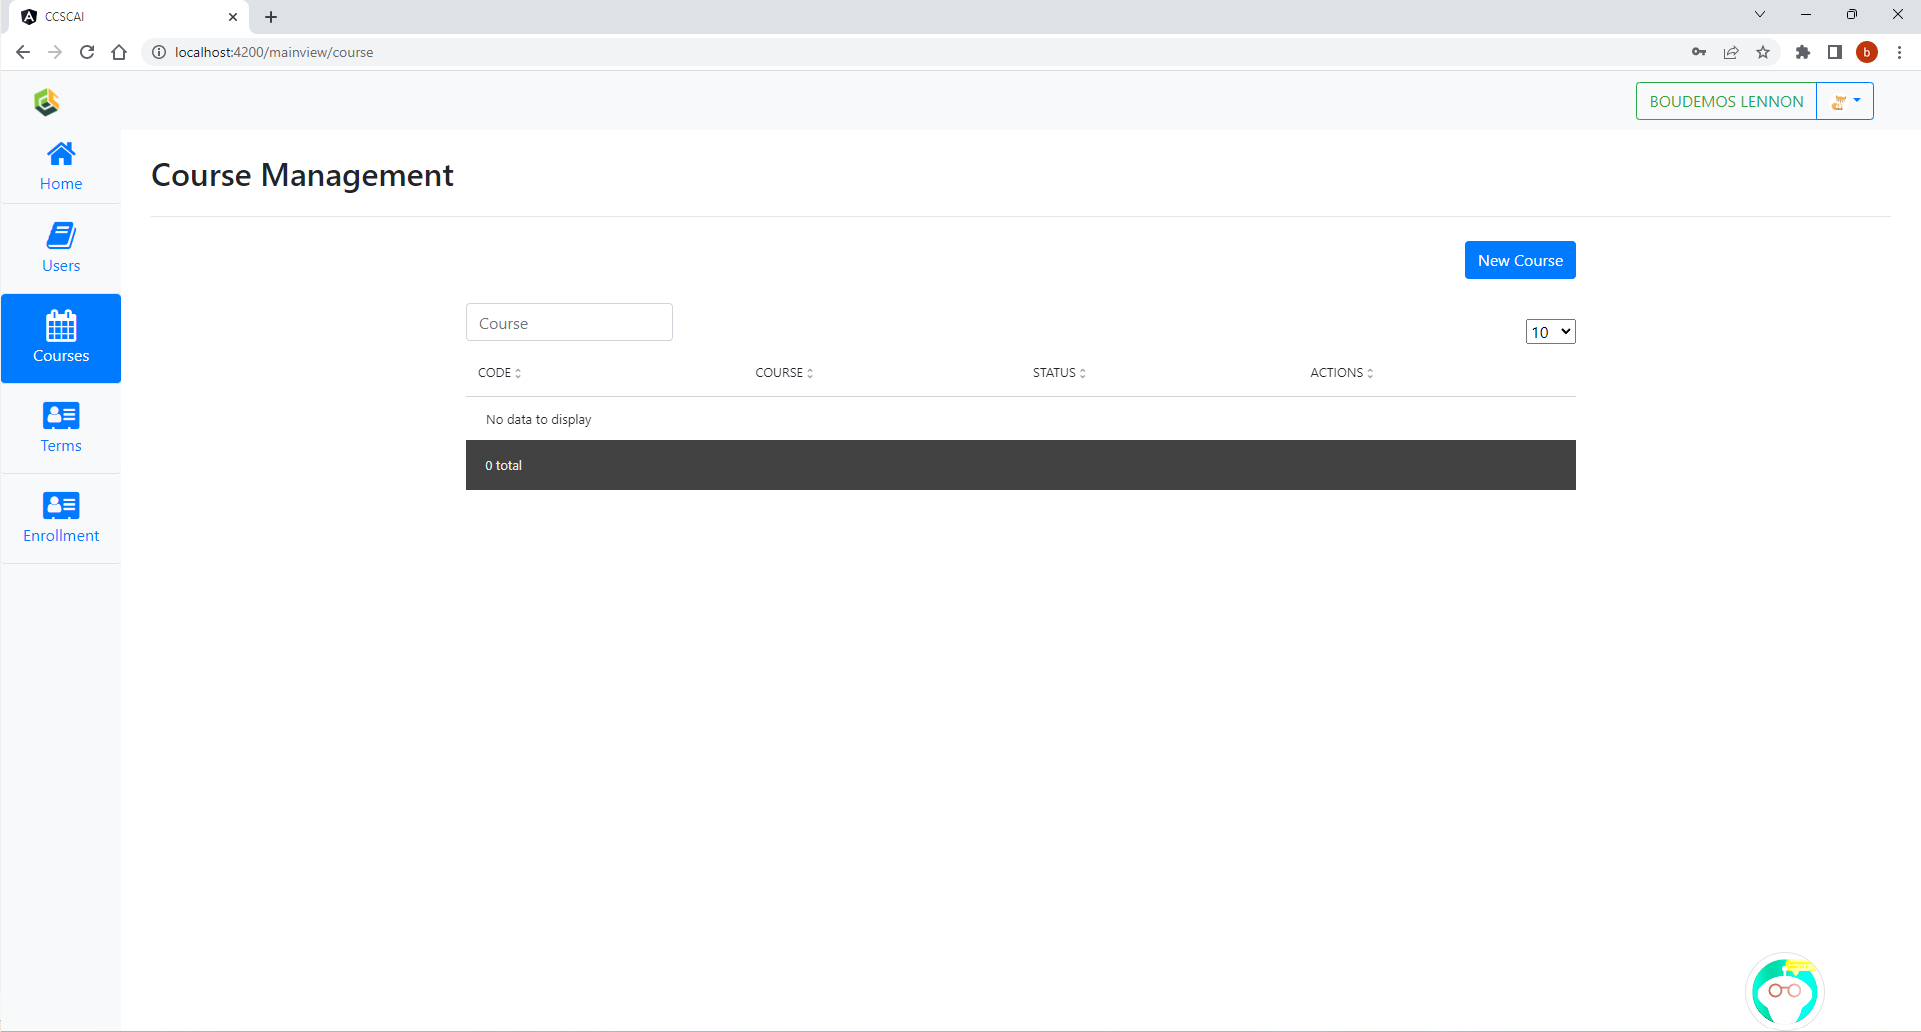 CCSCAI
localhost:4200/mainview/course
b
BOUDEMOS LENNON
Home
Course Management
Users
New Course
Courses
Course
10
CODE COURSE STATUS ACTIONS
No data to display
Terms
0 total
Enrollment